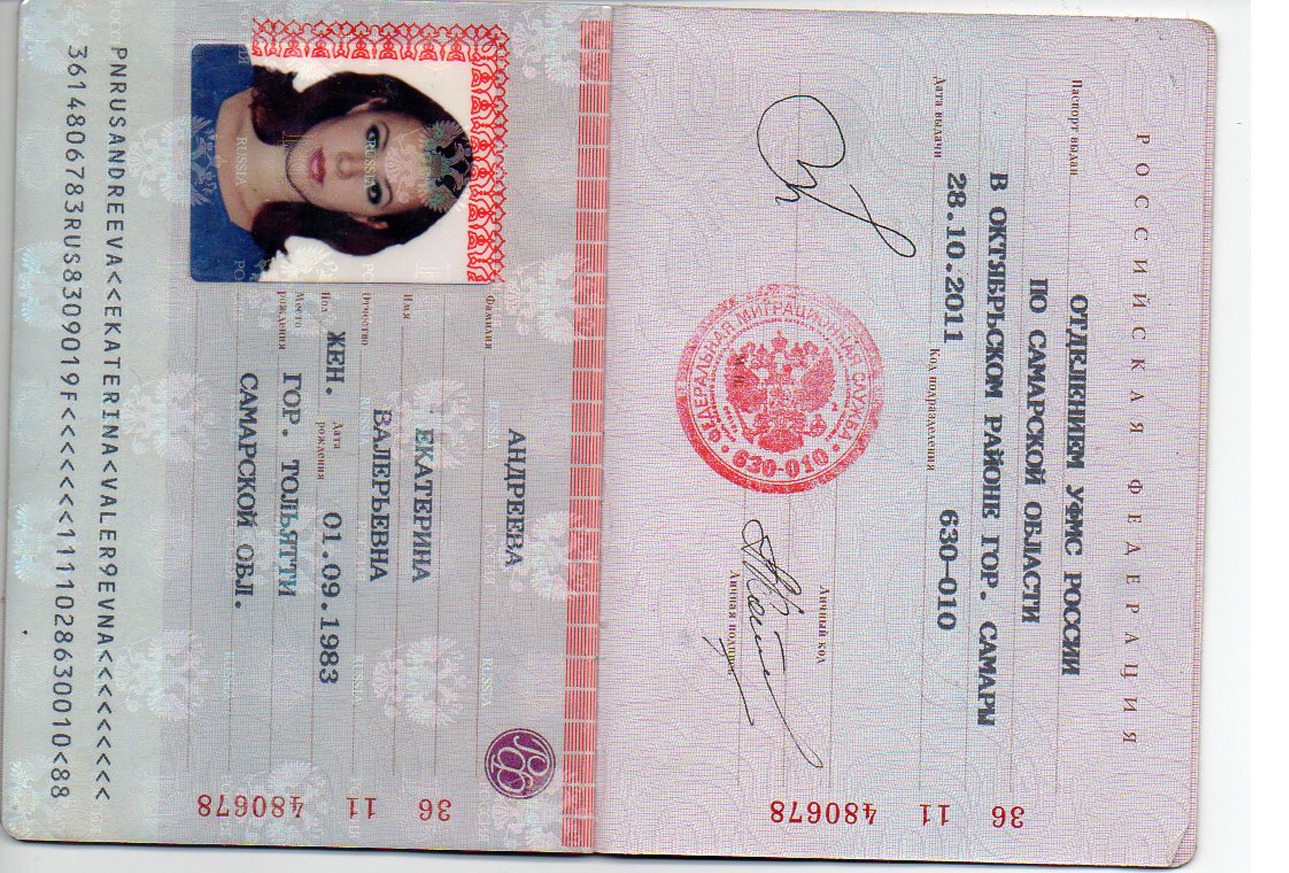 РОССИЙСКАЯ ФЕДЕРАЦИЯ
Паспорт выдан ОТДЕЛЕНИЕМ УФМС РОССИИ
ПО САМАРСКОЙ ОБЛАСТИ
В ОКТЯБРЬСКОМ РАЙОНЕ ГОР. САМАРЫ
Дата выдачи 28.10.2011 Код подразделения 630-010
36 11 480678
Личный код
ФЕДЕРАЛЬНАЯ МИГРАЦИОННАЯ СЛУЖБА • 630-010 •
М. П.
Личная подпись
РФ
Фамилия АНДРЕЕВА
Имя ЕКАТЕРИНА
Отчество ВАЛЕРЬЕВНА
Пол ЖЕН. Дата рождения 01.09.1983
Место рождения ГОР. ТОЛЬЯТТИ
САМАРСКОЙ ОБЛ.
36 11 480678
RUSSIA
РОССИЯ
PNRUSANDREEVA<<EKATERINA<VALER9EVNA<<<<<<<<<
3614806783RUS8309019F<<<<<<<1111028630010<88